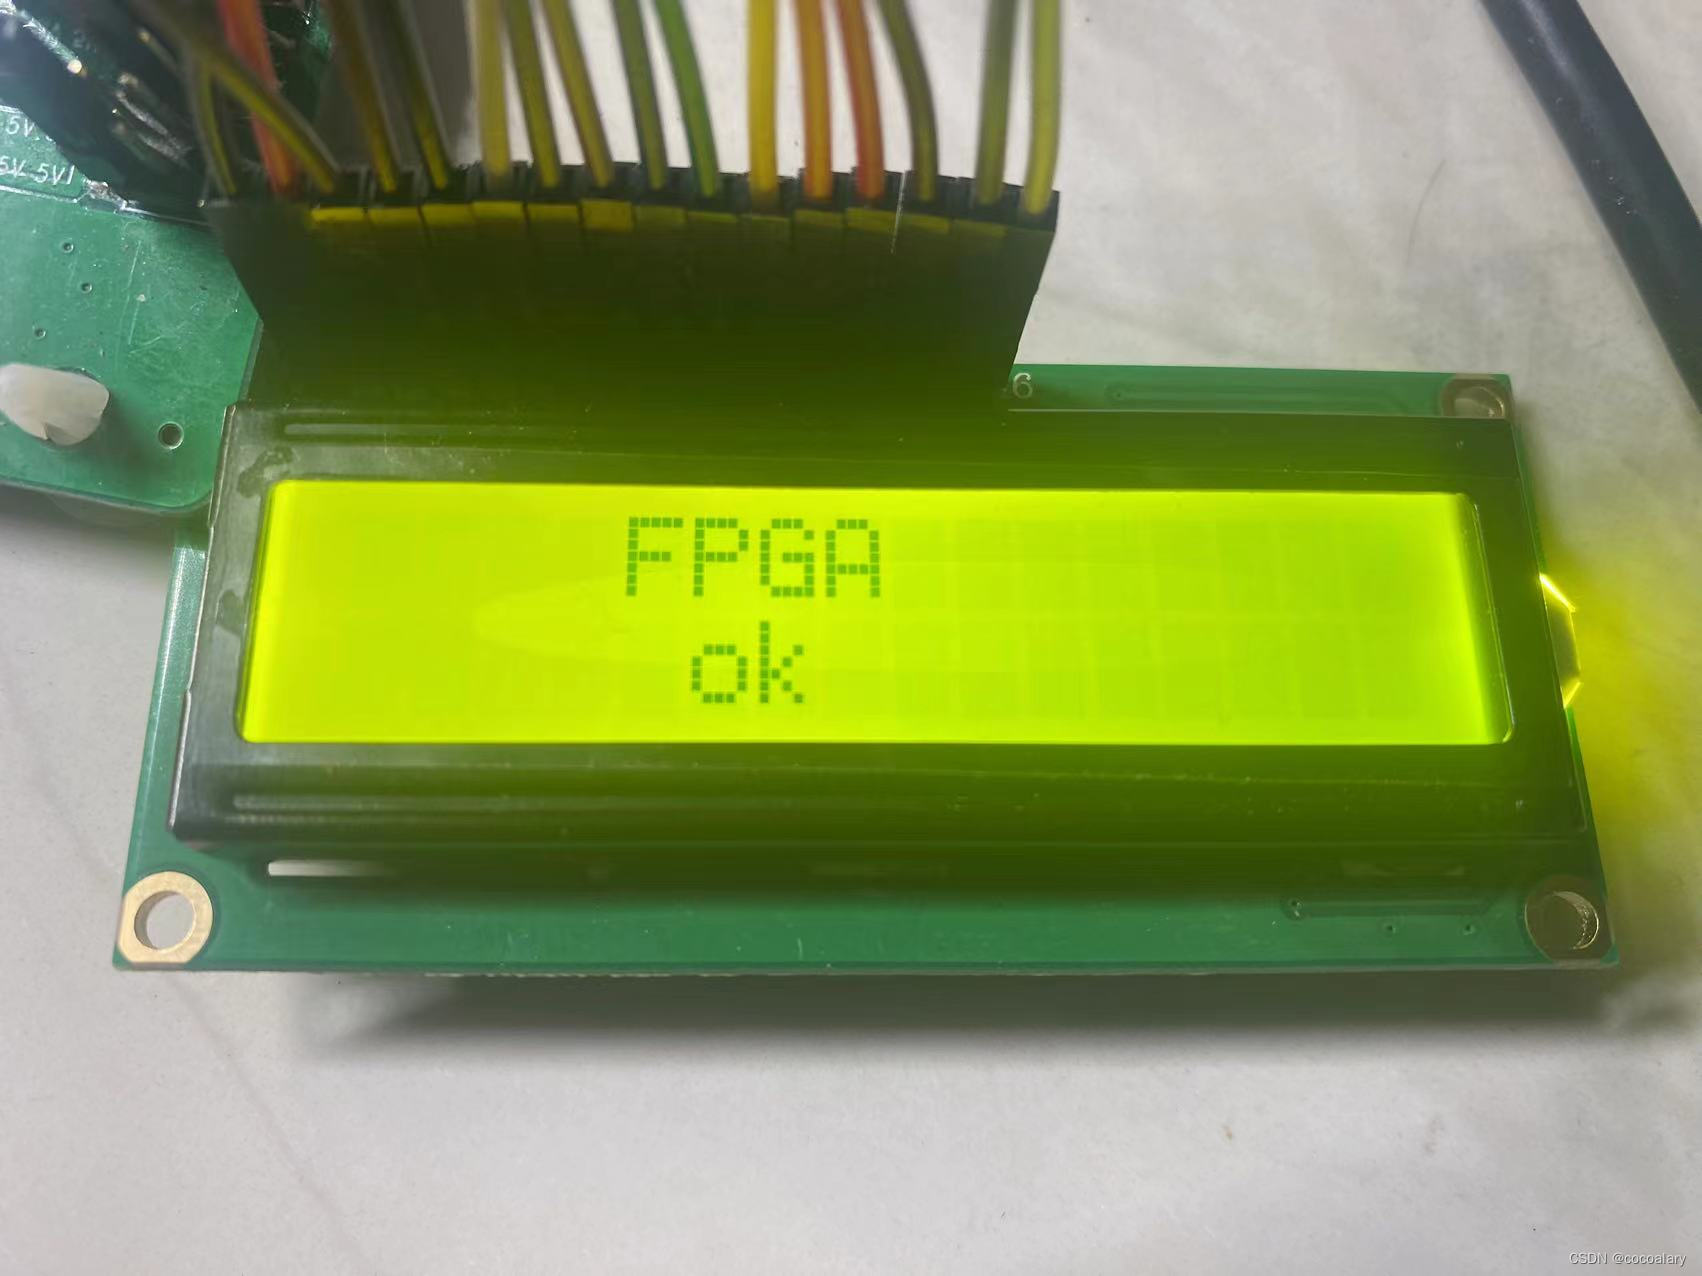 5V
5V 5V
6
FPGA
ok
CSDN @cocoalary